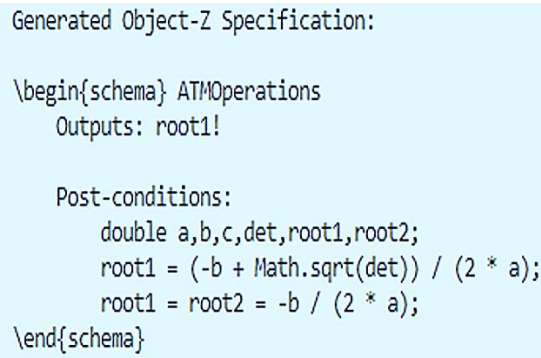 Generated Object-Z Specification:
\begin{schema} ATMOperations
Outputs: root1!
Post-conditions:
double a,b,c,det,root1,root2;
root1 = (-b + Math.sqrt(det)) / (2 * a);
root1 = root2 = -b / (2 * a);
\end{schema}